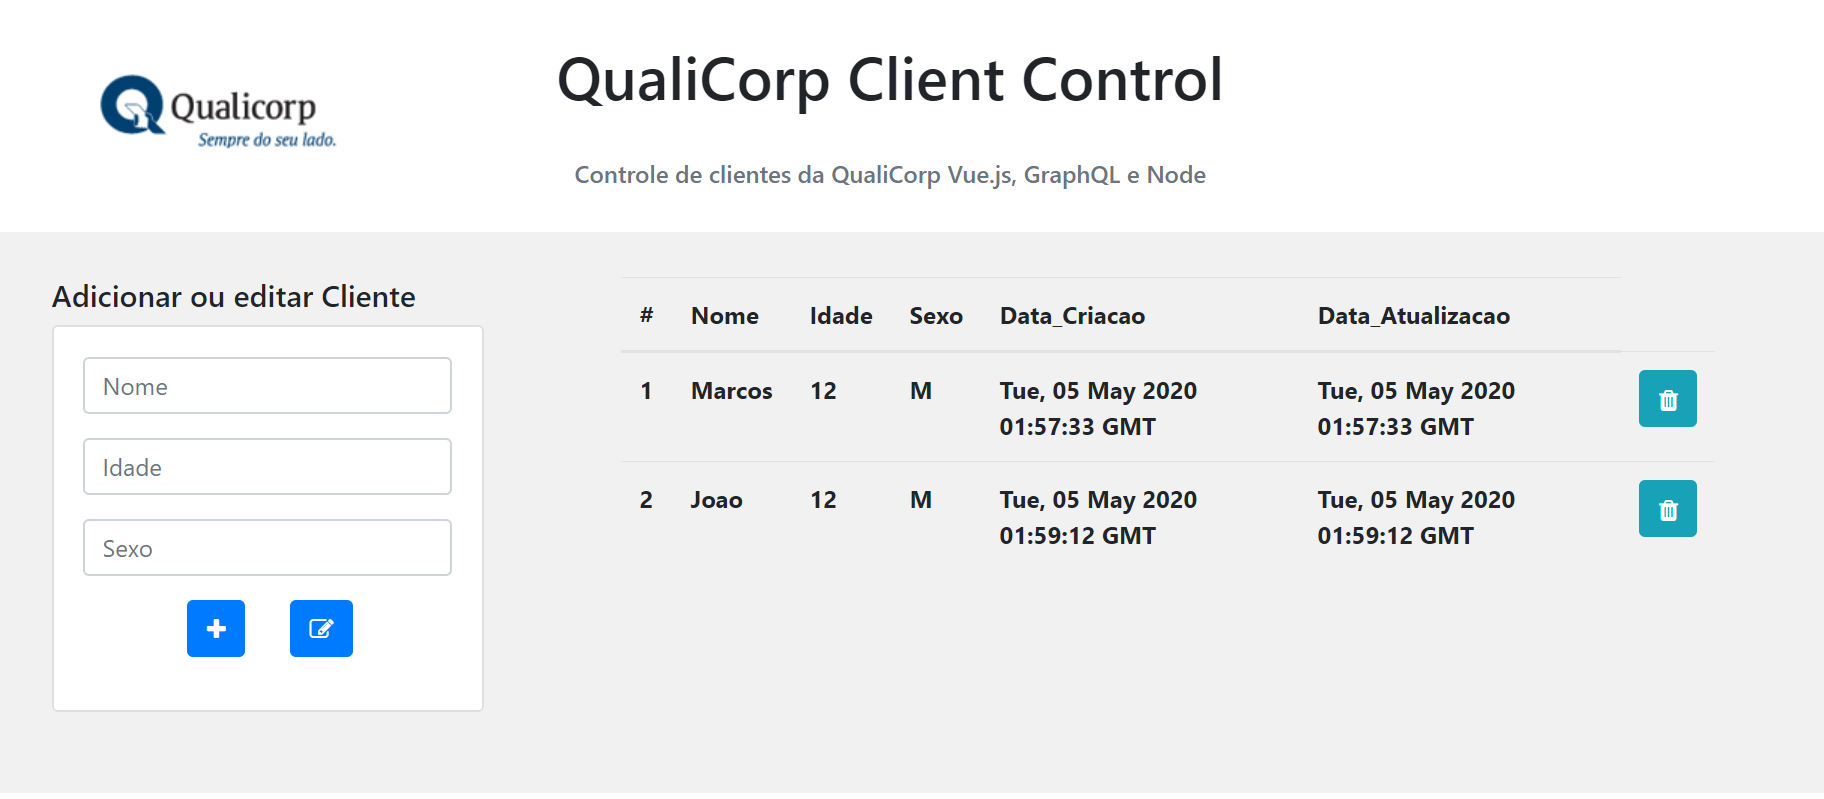 Qualicorp
Sempre do seu lado.
QualiCorp Client Control
Controle de clientes da QualiCorp Vue.js, GraphQL e Node
Adicionar ou editar Cliente
Nome
Idade
Sexo
# Nome Idade Sexo Data_Criacao Data_Atualizacao
1 Marcos 12 M Tue, 05 May 2020 Tue, 05 May 2020
01:57:33 GMT 01:57:33 GMT
2 Joao 12 M Tue, 05 May 2020 Tue, 05 May 2020
01:59:12 GMT 01:59:12 GMT